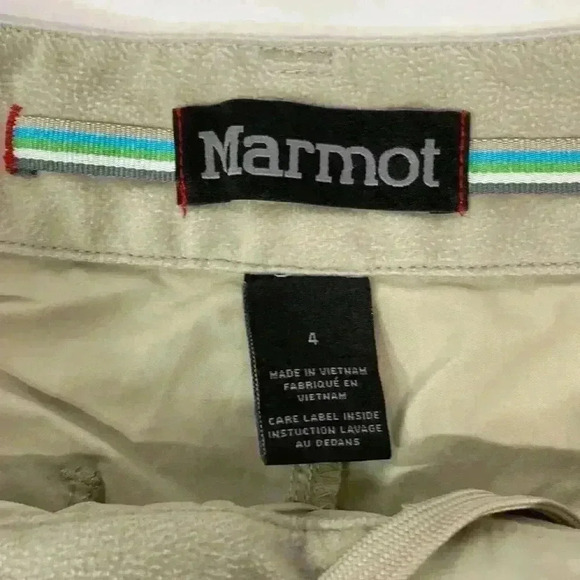 Marmot
4
MADE IN VIETNAM
FABRIQUÉ EN
VIETNAM
CARE LABEL INSIDE
INSTUCTION LAVAGE
AU DEDANS